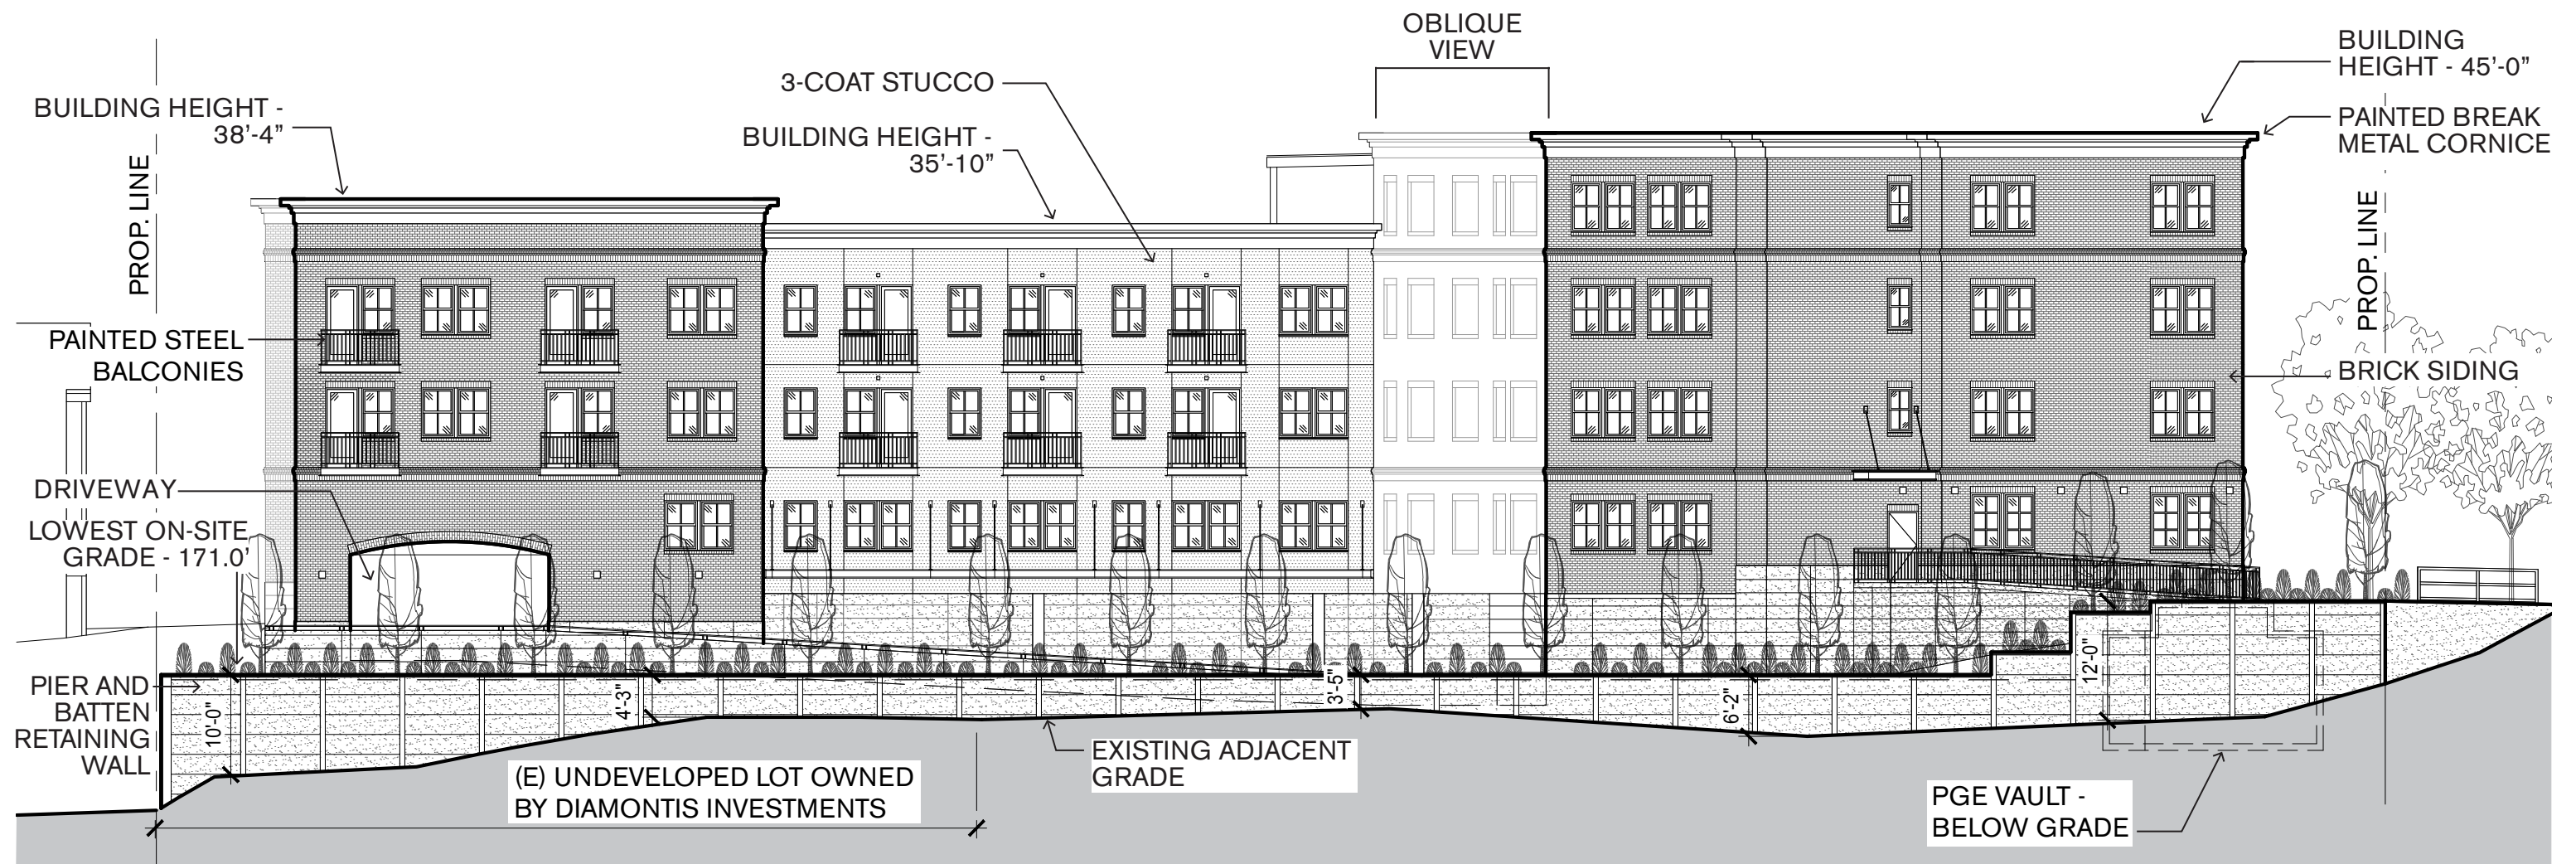 OBLIQUE
VIEW
BUILDING
HEIGHT - 45'-0”
3-COAT STUCCO
BUILDING HEIGHT -
38'-4”
PAINTED BREAK
METAL CORNICE
BUILDING HEIGHT -
35'-10”
PROP. LINE
PROP. LINE
PAINTED STEEL
BALCONIES
BRICK SIDING
DRIVEWAY
LOWEST ON-SITE
GRADE - 171.0'
PIER AND
BATTEN
RETAINING
WALL
10'-0"
4'-3"
3'-5"
6'-2"
12'-0"
EXISTING ADJACENT
GRADE
(E) UNDEVELOPED LOT OWNED
BY DIAMONTIS INVESTMENTS
PGE VAULT -
BELOW GRADE